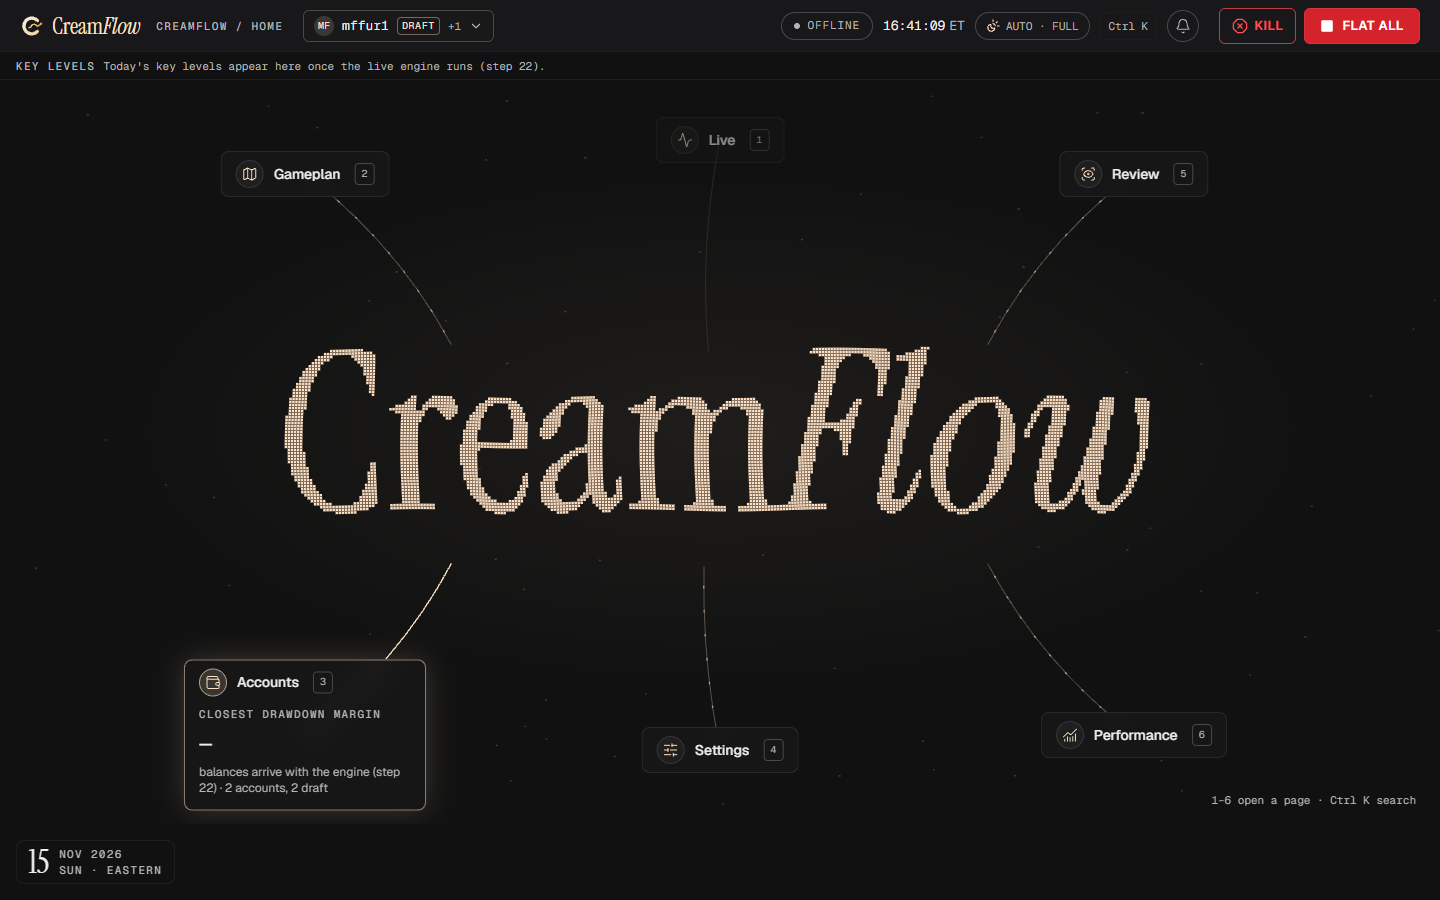 CreamFlow CREAMFLOW / HOME MF mffur1 DRAFT +1 OFFLINE 16:41:09 ET AUTO · FULL Ctrl K KILL FLAT ALL
KEY LEVELS Today's key levels appear here once the live engine runs (step 22).
Live 1
Gameplan 2
Review 5
CreamFlow
Accounts 3
CLOSEST DRAWDOWN MARGIN
—
balances arrive with the engine (step
22) · 2 accounts, 2 draft
Settings 4
Performance 6
1-6 open a page · Ctrl K search
15 NOV 2026
SUN · EASTERN